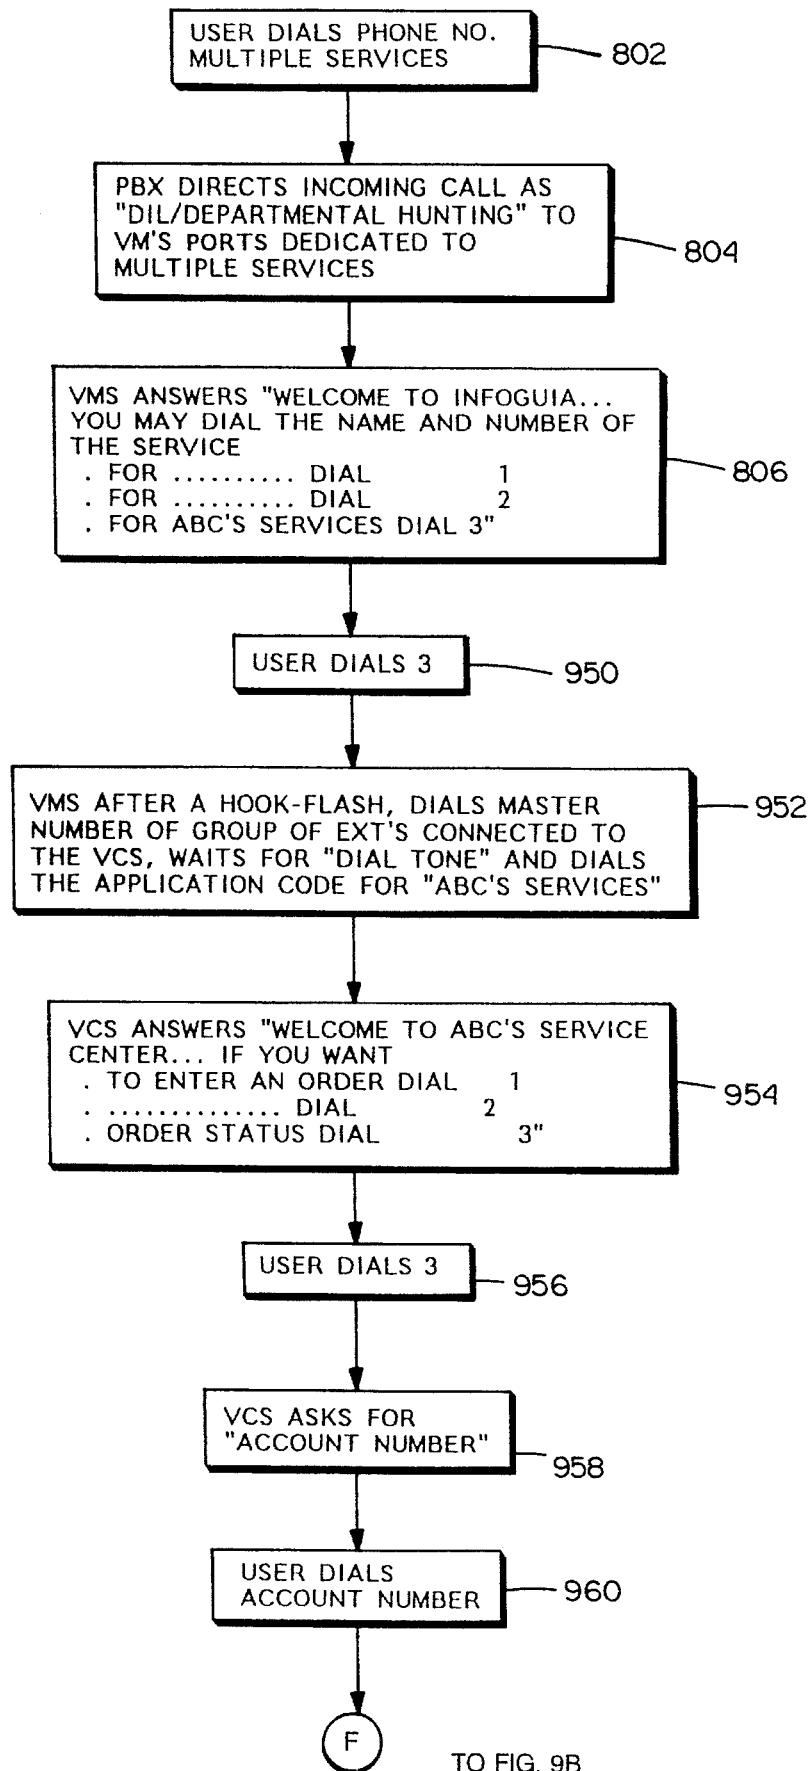 USER DIALS PHONE NO.
MULTIPLE SERVICES
802
PBX DIRECTS INCOMING CALL AS
"DIL/DEPARTMENTAL HUNTING" TO
VM'S PORTS DEDICATED TO
MULTIPLE SERVICES
804
VMS ANSWERS "WELCOME TO INFOGUIA...
YOU MAY DIAL THE NAME AND NUMBER OF
THE SERVICE
. FOR .......... DIAL 1
. FOR .......... DIAL 2
. FOR ABC'S SERVICES DIAL 3"
806
USER DIALS 3
950
VMS AFTER A HOOK-FLASH, DIALS MASTER
NUMBER OF GROUP OF EXT'S CONNECTED TO
THE VCS, WAITS FOR "DIAL TONE" AND DIALS
THE APPLICATION CODE FOR "ABC'S SERVICES"
952
VCS ANSWERS "WELCOME TO ABC'S SERVICE
CENTER... IF YOU WANT
. TO ENTER AN ORDER DIAL 1
. .............. DIAL 2
. ORDER STATUS DIAL 3"
954
USER DIALS 3
956
VCS ASKS FOR
"ACCOUNT NUMBER"
958
USER DIALS
ACCOUNT NUMBER
960
F
TO FIG. 9B